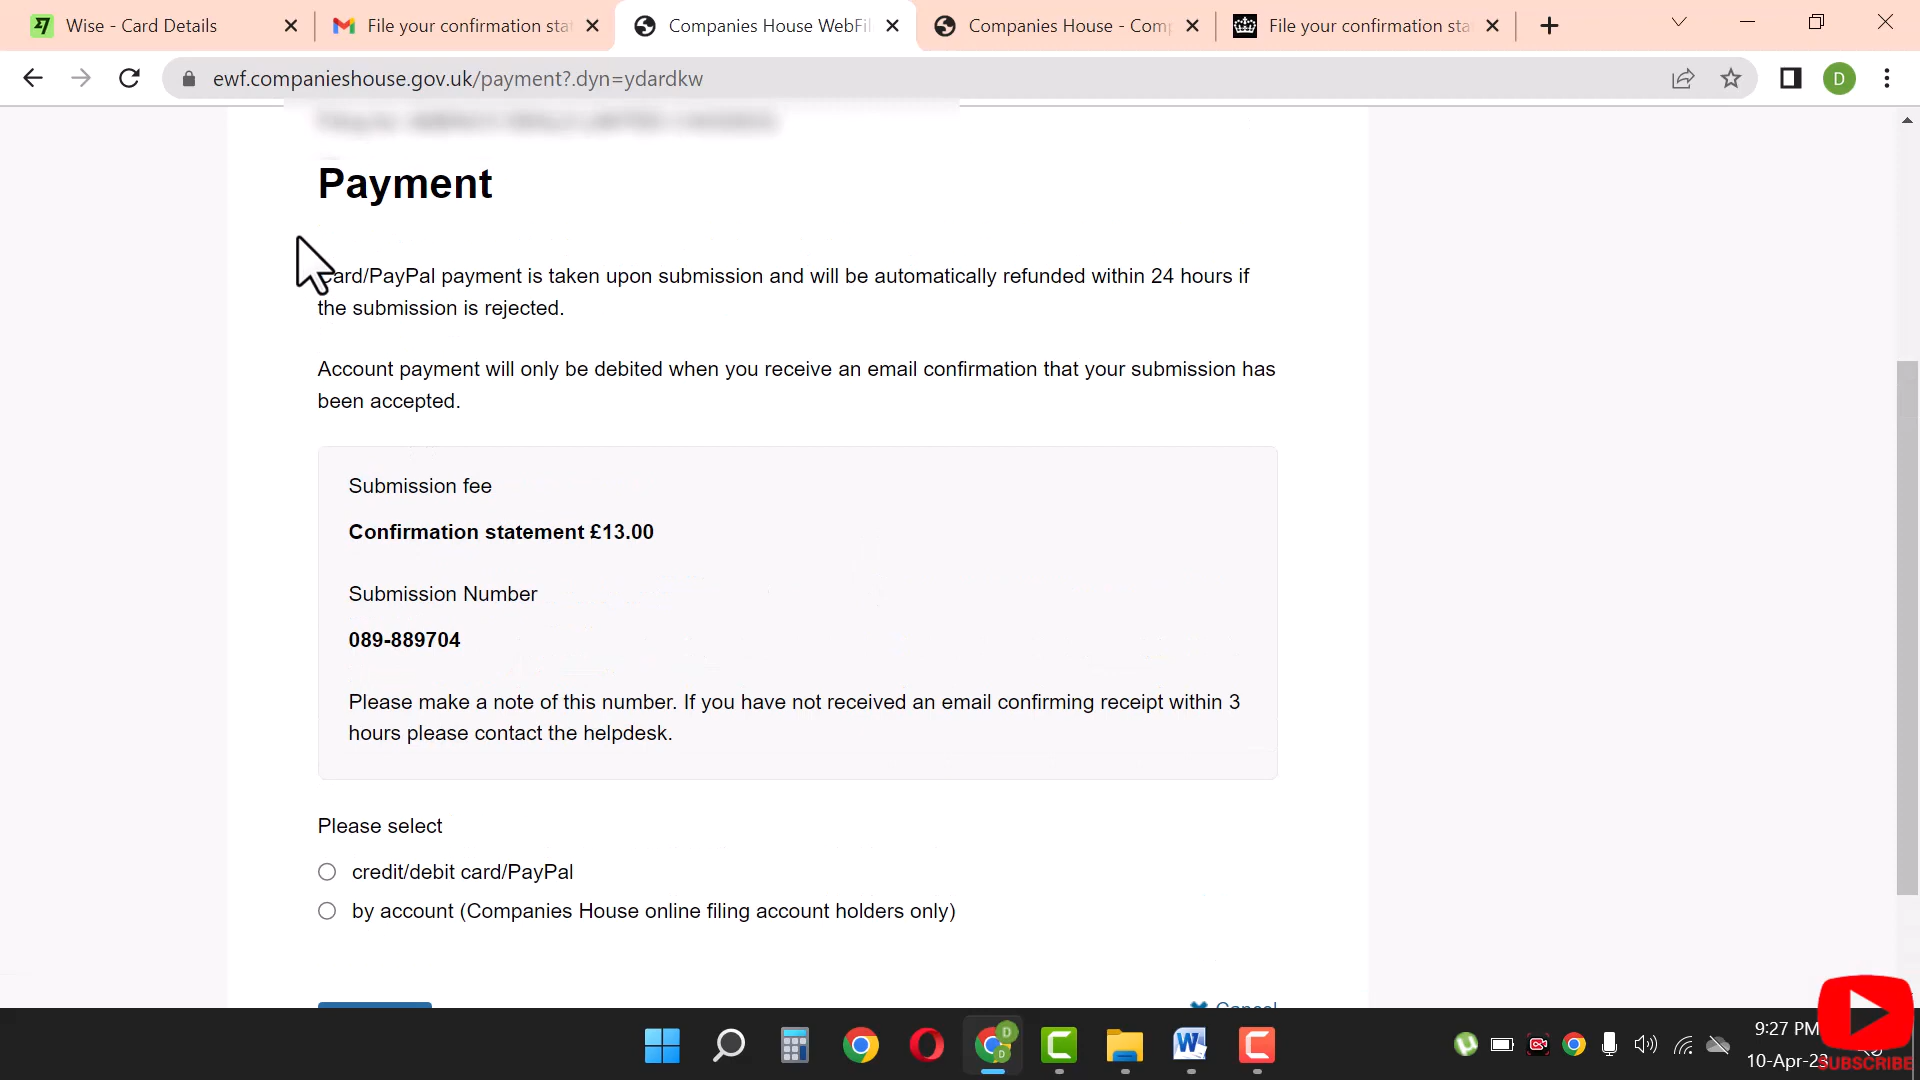 Wise - Card Details
File your confirmation sta
Companies House WebFil
Companies House - Comp
File your confirmation sta
ewf.companieshouse.gov.uk/payment?.dyn=ydardkw
D
Payment
Card/PayPal payment is taken upon submission and will be automatically refunded within 24 hours if
the submission is rejected.
Account payment will only be debited when you receive an email confirmation that your submission has
been accepted.
Submission fee
Confirmation statement £13.00
Submission Number
089-889704
Please make a note of this number. If you have not received an email confirming receipt within 3
hours please contact the helpdesk.
Please select
credit/debit card/PayPal
by account (Companies House online filing account holders only)
Cancel
9:27 PM
10-Apr-23
SUBSCRIBE